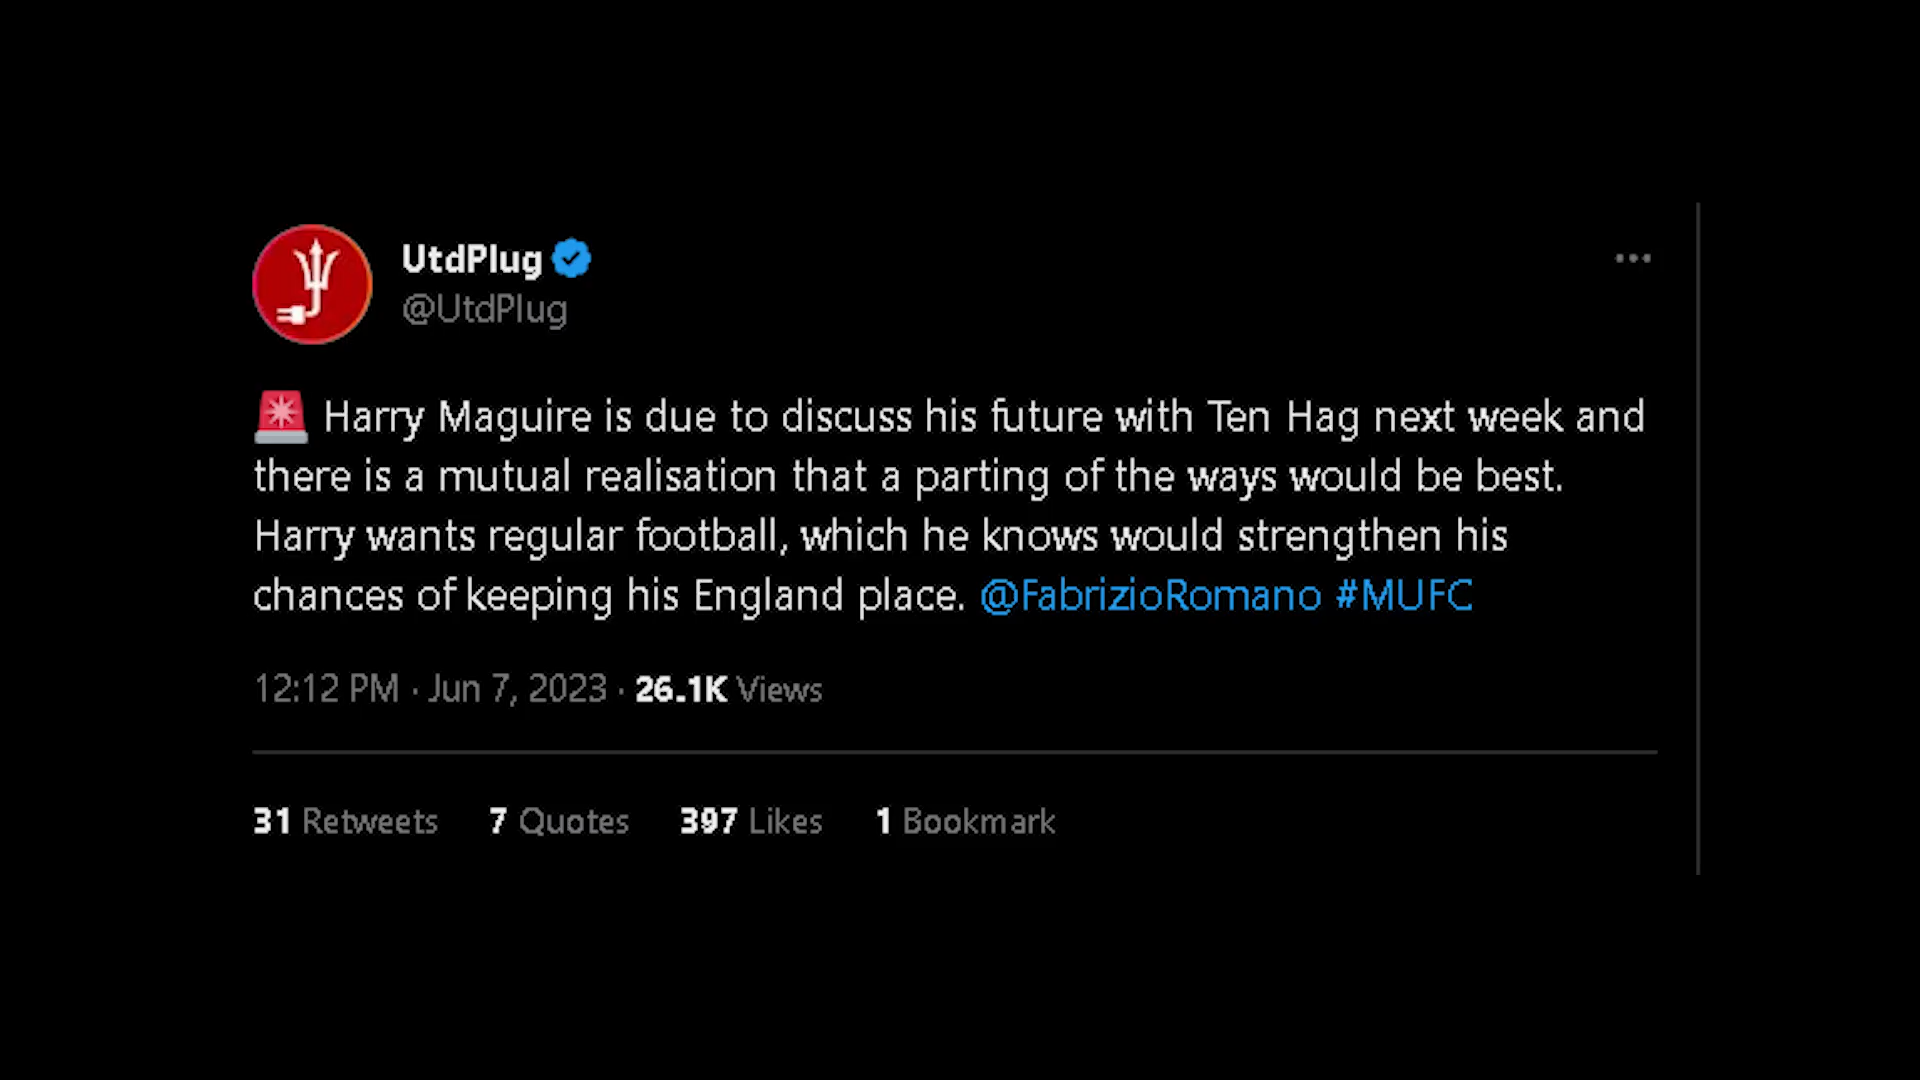 UtdPlug
@UtdPlug
🚨 Harry Maguire is due to discuss his future with Ten Hag next week and
there is a mutual realisation that a parting of the ways would be best.
Harry wants regular football, which he knows would strengthen his
chances of keeping his England place. @FabrizioRomano #MUFC
12:12 PM · Jun 7, 2023 · 26.1K Views
31 Retweets 7 Quotes 397 Likes 1 Bookmark